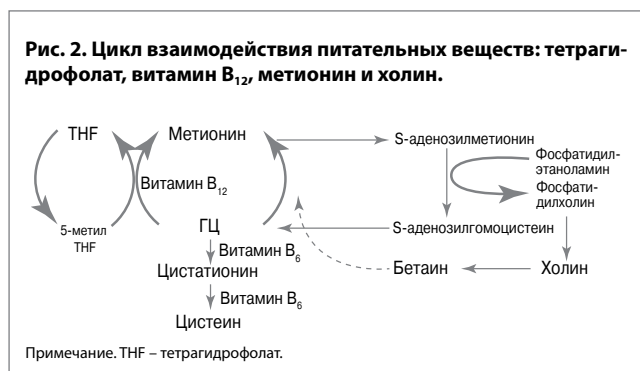 Рис. 2. Цикл взаимодействия питательных веществ: тетраги-
дрофолат, витамин B₁₂, метионин и холин.
THF
Метионин
S-аденозилметионин
Фосфатидил-
этаноламин
Фосфати-
дилхолин
Витамин B₁₂
5-метил
THF
ГЦ
S-аденозилгомоцистеин
Витамин B₆
Цистатионин
Бетаин
Холин
Витамин B₆
Цистеин
Примечание. THF – тетрагидрофолат.